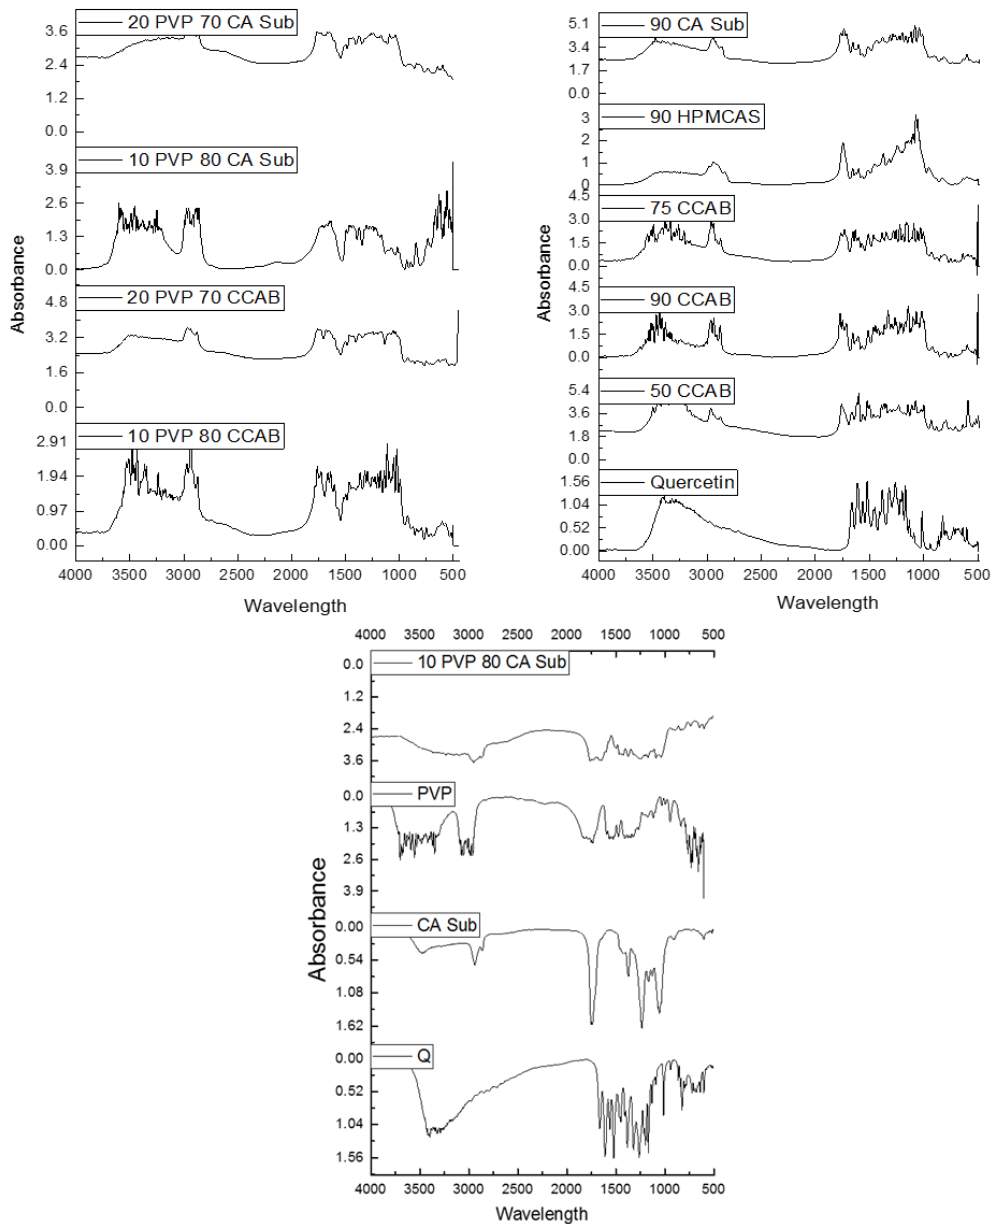 20 PVP 70 CA Sub
3.6
2.4
1.2
0.0
10 PVP 80 CA Sub
3.9
2.6
1.3
0.0
20 PVP 70 CCAB
4.8
3.2
1.6
0.0
10 PVP 80 CCAB
2.91
1.94
0.97
0.00
4000 3500 3000 2500 2000 1500 1000 500
Wavelength
Absorbance
90 CA Sub
5.1
3.4
1.7
0.0
90 HPMCAS
3
2
1
0
75 CCAB
4.5
3.0
1.5
0.0
90 CCAB
4.5
3.0
1.5
0.0
50 CCAB
5.4
3.6
1.8
0.0
Quercetin
1.56
1.04
0.52
0.00
4000 3500 3000 2500 2000 1500 1000 500
Wavelength
Absorbance
4000 3500 3000 2500 2000 1500 1000 500
10 PVP 80 CA Sub
0.0
1.2
2.4
3.6
PVP
0.0
1.3
2.6
3.9
CA Sub
0.00
0.54
1.08
1.62
Q
0.00
0.52
1.04
1.56
4000 3500 3000 2500 2000 1500 1000 500
Wavelength
Absorbance